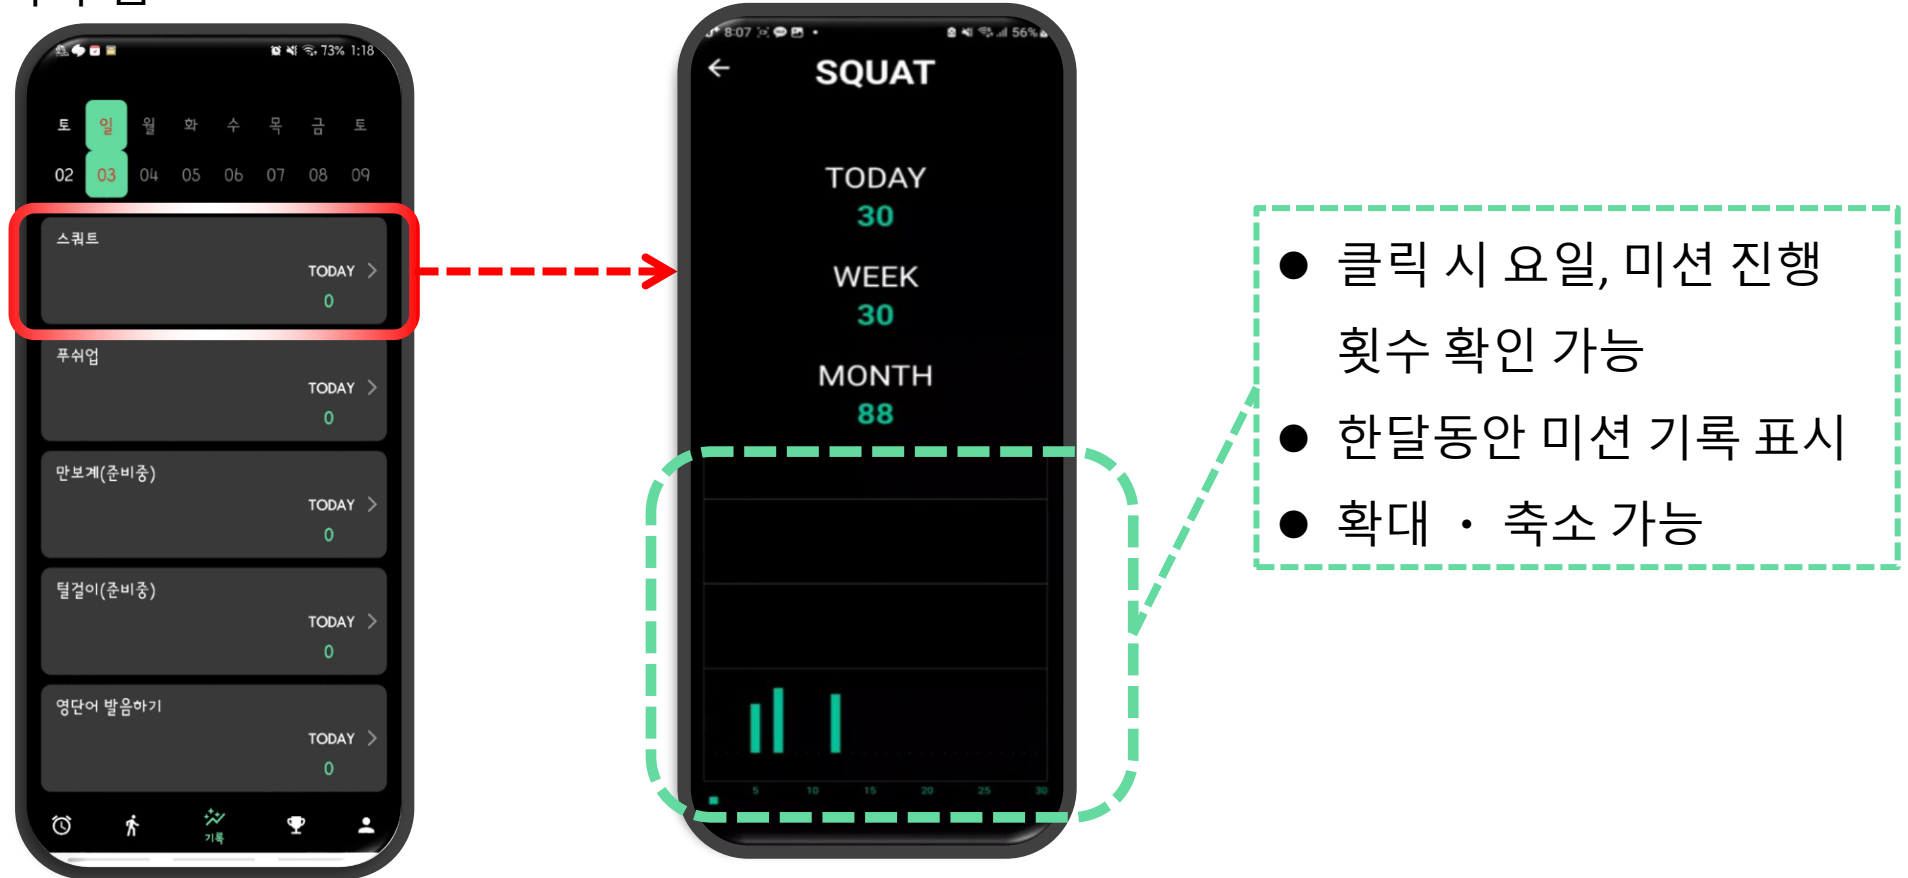 73% 1:18
토 일 월 화 수 목 금 토
02 03 04 05 06 07 08 09
스쿼트
TODAY
0
푸쉬업
TODAY
0
만보계(준비중)
TODAY
0
털걸이(준비중)
TODAY
0
영단어 발음하기
TODAY
0
기록
8:07 56%
SQUAT
TODAY
30
WEEK
30
MONTH
88
5 10 15 20 25 30
● 클릭 시 요일, 미션 진행
횟수 확인 가능
● 한달동안 미션 기록 표시
● 확대 · 축소 가능